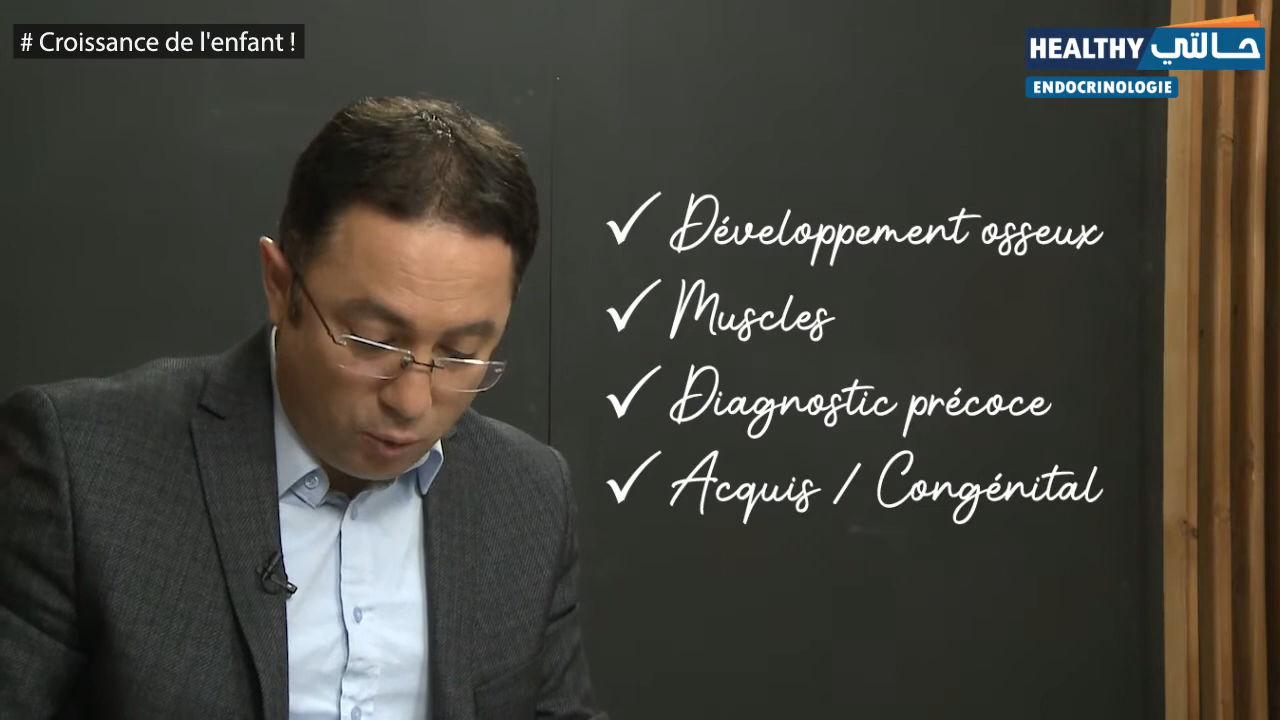 # Croissance de l'enfant !
HEALTHY حالتي
ENDOCRINOLOGIE
✓ Développement osseux
✓ Muscles
✓ Diagnostic précoce
✓ Acquis / Congénital